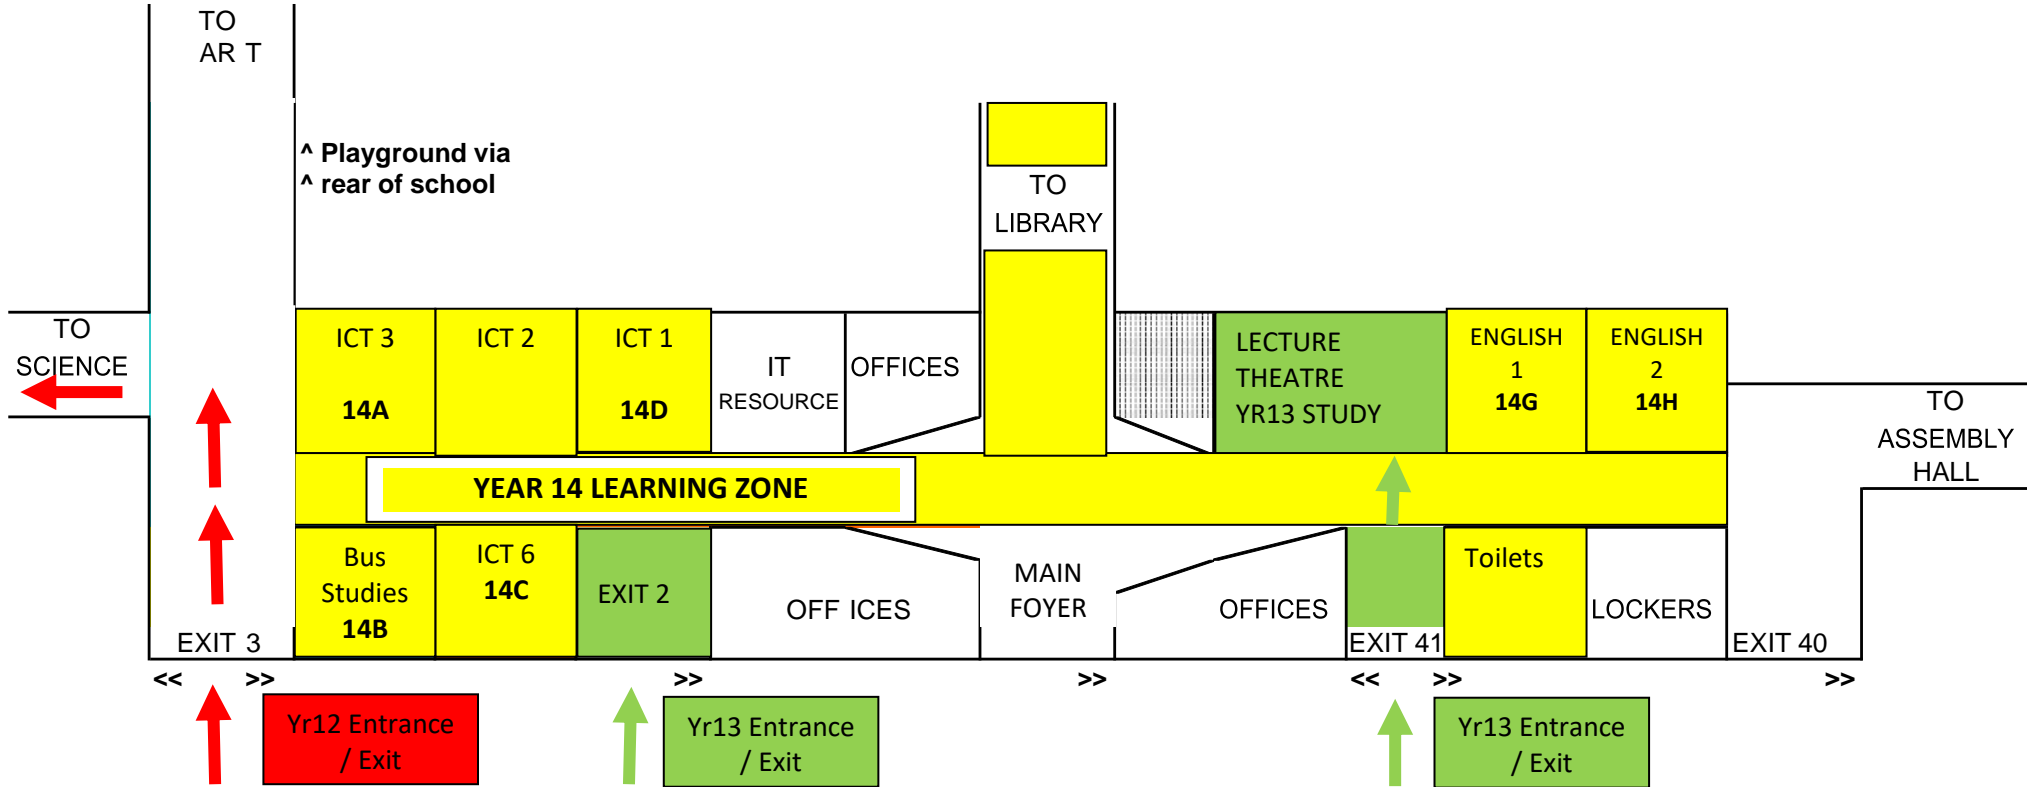 TO
AR T
^ Playground via
^ rear of school
TO
LIBRARY
TO
SCIENCE
ICT 3
14A
ICT 2
ICT 1
14D
IT
RESOURCE
OFFICES
LECTURE
THEATRE
YR13 STUDY
ENGLISH
1
14G
ENGLISH
2
14H
TO
ASSEMBLY
HALL
YEAR 14 LEARNING ZONE
Bus
Studies
14B
ICT 6
14C
EXIT 2
OFF ICES
MAIN
FOYER
OFFICES
Toilets
LOCKERS
EXIT 3
EXIT 41
EXIT 40
<< >> >> >> << >> >>
Yr12 Entrance
/ Exit
Yr13 Entrance
/ Exit
Yr13 Entrance
/ Exit